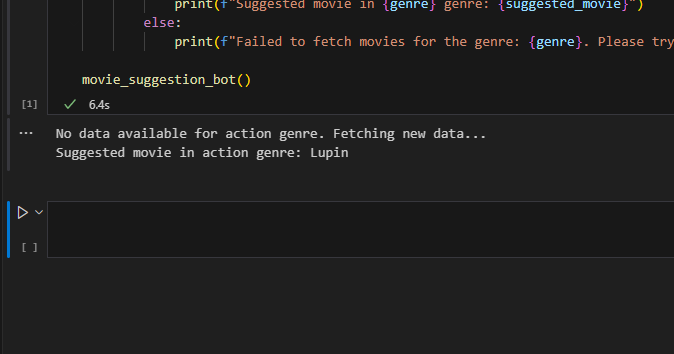 print(f"Suggested movie in {genre} genre: {suggested_movie}")
else:
print(f"Failed to fetch movies for the genre: {genre}. Please try
movie_suggestion_bot()
[1]
6.4s
... No data available for action genre. Fetching new data...
Suggested movie in action genre: Lupin
[ ]